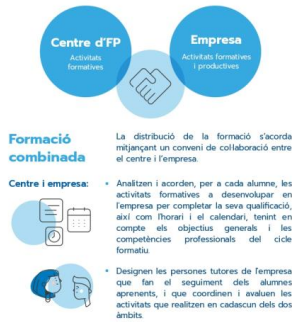 Centre d'FP
Activitats
formatives
Empresa
Activitats formatives
i productives
Formació
combinada
La distribució de la formació s'acorda
mitjançant un conveni de col·laboració entre
el centre i l'empresa.
Centre i empresa:
• Analitzen i acorden, per a cada alumne, les
activitats formatives a desenvolupar en
l'empresa per completar la seva qualificació,
així com l'horari i el calendari, tenint en
compte els objectius generals i les
competències professionals del cicle
formatiu.
• Designen les persones tutores de l'empresa
que fan el seguiment dels alumnes
aprenents, i que coordinen i avaluen les
activitats que realitzen en cadascun dels dos
àmbits.